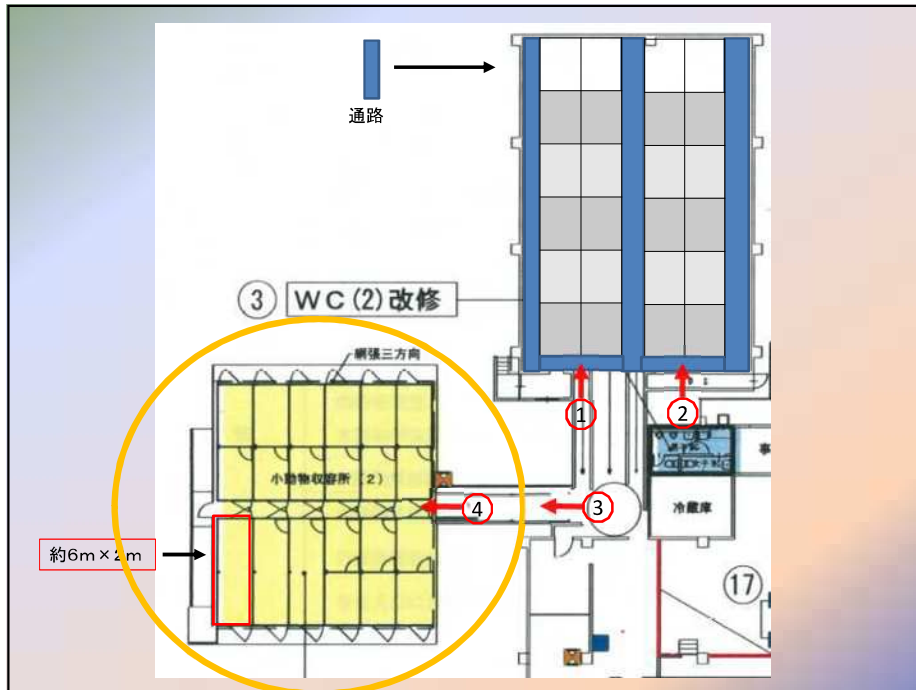 通路
③ WC(2)改修
網張三方向
①
②
小動物収容所(2)
④
③
冷蔵庫
事
約6m×2m
⑰